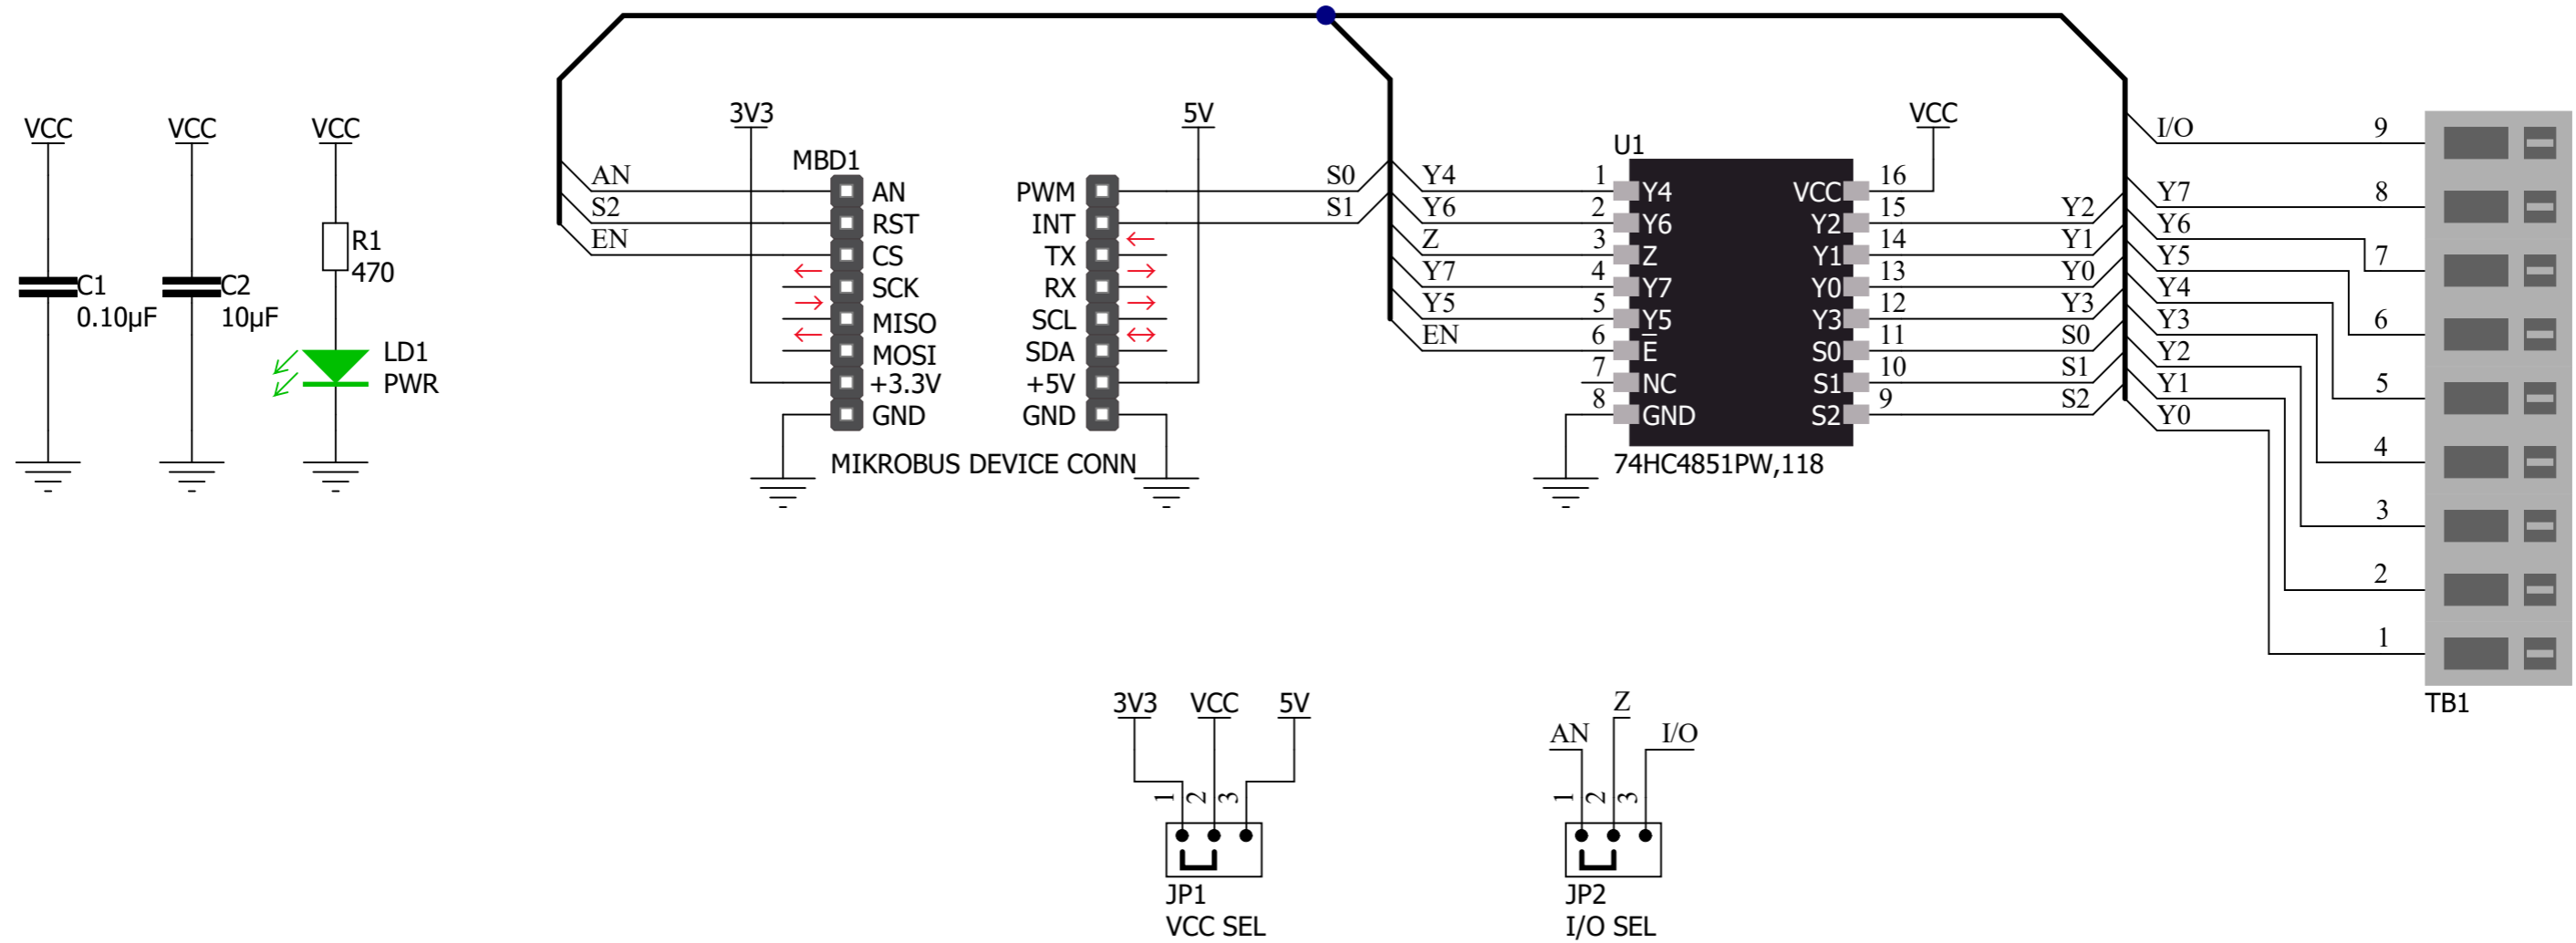 VCC
C1
0.10µF
VCC
C2
10µF
VCC
R1
470
LD1
PWR
3V3
5V
MBD1
AN
S2
EN
AN
RST
CS
SCK
MISO
MOSI
+3.3V
GND
PWM
INT
TX
RX
SCL
SDA
+5V
GND
MIKROBUS DEVICE CONN
S0
S1
Y4
Y6
Z
Y7
Y5
EN
U1
1
2
3
4
5
6
7
8
Y4
Y6
Z
Y7
Y5
E̅
NC
GND
VCC
Y2
Y1
Y0
Y3
S0
S1
S2
VCC
16
15
14
13
12
11
10
9
74HC4851PW,118
Y2
Y1
Y0
Y3
S0
S1
S2
I/O
Y7
Y6
Y5
Y4
Y3
Y2
Y1
Y0
9
8
7
6
5
4
3
2
1
TB1
3V3 VCC 5V
1 2 3
JP1
VCC SEL
Z
AN I/O
1 2 3
JP2
I/O SEL